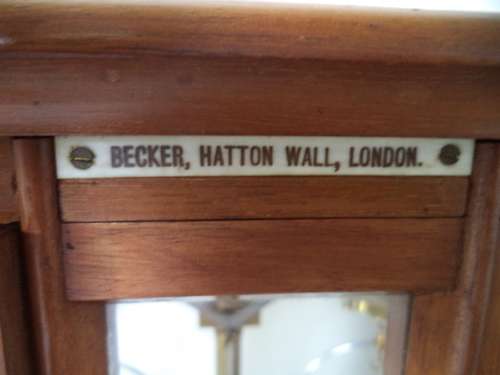 BECKER, HATTON WALL, LONDON.